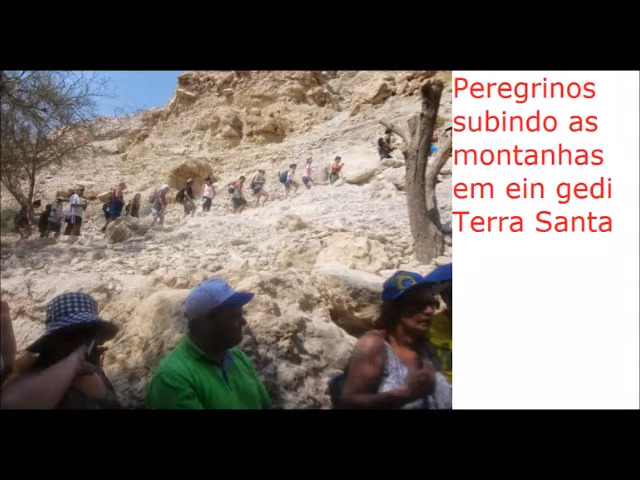 Peregrinos
subindo as
montanhas
em ein gedi
Terra Santa